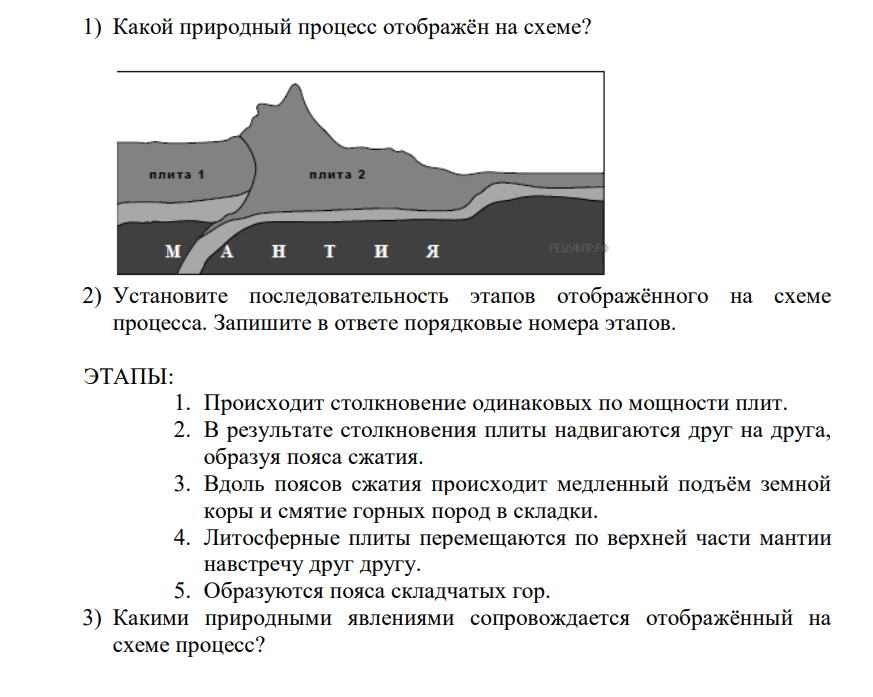 1) Какой природный процесс отображён на схеме?
плита 1 плита 2
М А Н Т И Я
РЕШУВПР.РФ
2) Установите последовательность этапов отображённого на схеме
процесса. Запишите в ответе порядковые номера этапов.
ЭТАПЫ:
1. Происходит столкновение одинаковых по мощности плит.
2. В результате столкновения плиты надвигаются друг на друга,
образуя пояса сжатия.
3. Вдоль поясов сжатия происходит медленный подъём земной
коры и смятие горных пород в складки.
4. Литосферные плиты перемещаются по верхней части мантии
навстречу друг другу.
5. Образуются пояса складчатых гор.
3) Какими природными явлениями сопровождается отображённый на
схеме процесс?